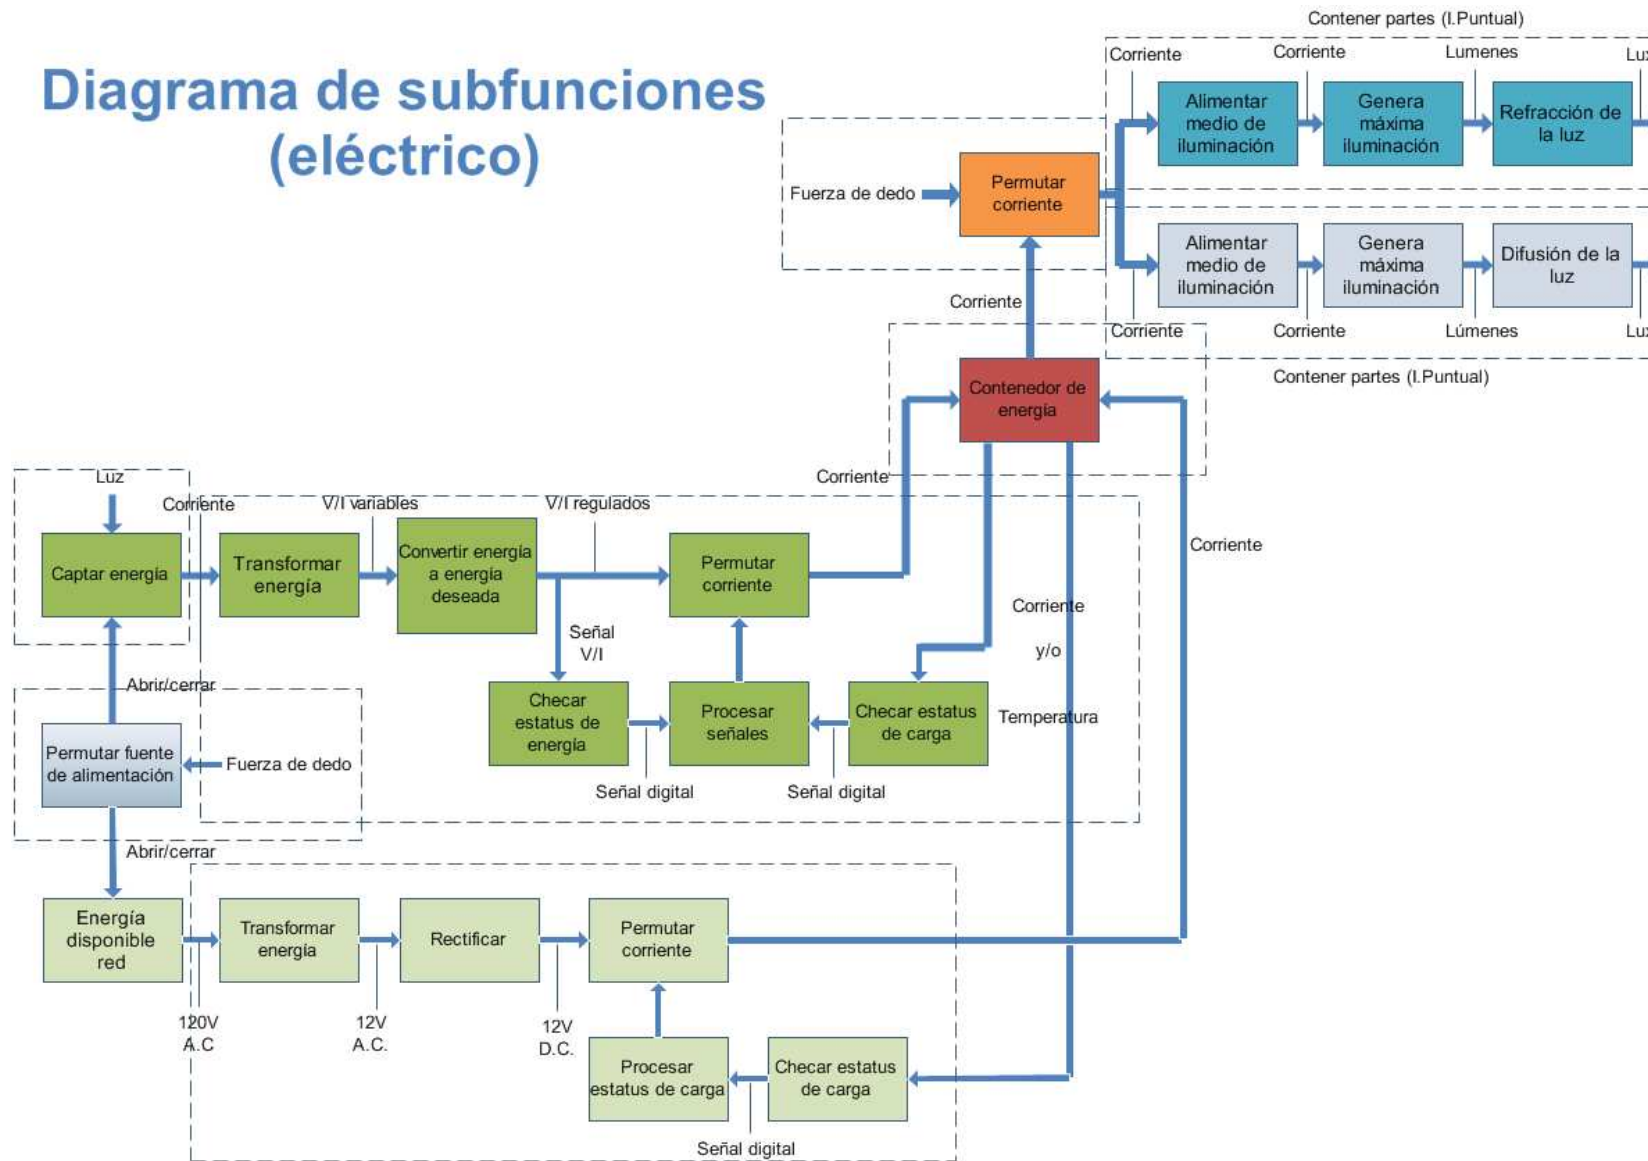 Diagrama de subfunciones
(eléctrico)
Contener partes (I.Puntual)
Corriente
Corriente
Lumenes
Alimentar
medio de
iluminación
Genera
máxima
iluminación
Refracción de
la luz
Fuerza de dedo
Permutar
corriente
Alimentar
medio de
iluminación
Genera
máxima
iluminación
Difusión de la
luz
Corriente
Corriente
Corriente
Lúmenes
Contener partes (I.Puntual)
Contenedor de
energía
Corriente
Luz
Corriente
V/I variables
V/I regulados
Corriente
Captar energía
Transformar
energía
Convertir energía
a energía
deseada
Permutar
corriente
Señal
V/I
Corriente
y/o
Temperatura
Abrir/cerrar
Checar
estatus de
energía
Procesar
señales
Checar estatus
de carga
Permutar fuente
de alimentación
Fuerza de dedo
Señal digital
Señal digital
Abrir/cerrar
Energía
disponible
red
Transformar
energía
Rectificar
Permutar
corriente
120V
A.C
12V
A.C.
12V
D.C.
Procesar
estatus de carga
Checar estatus
de carga
Señal digital